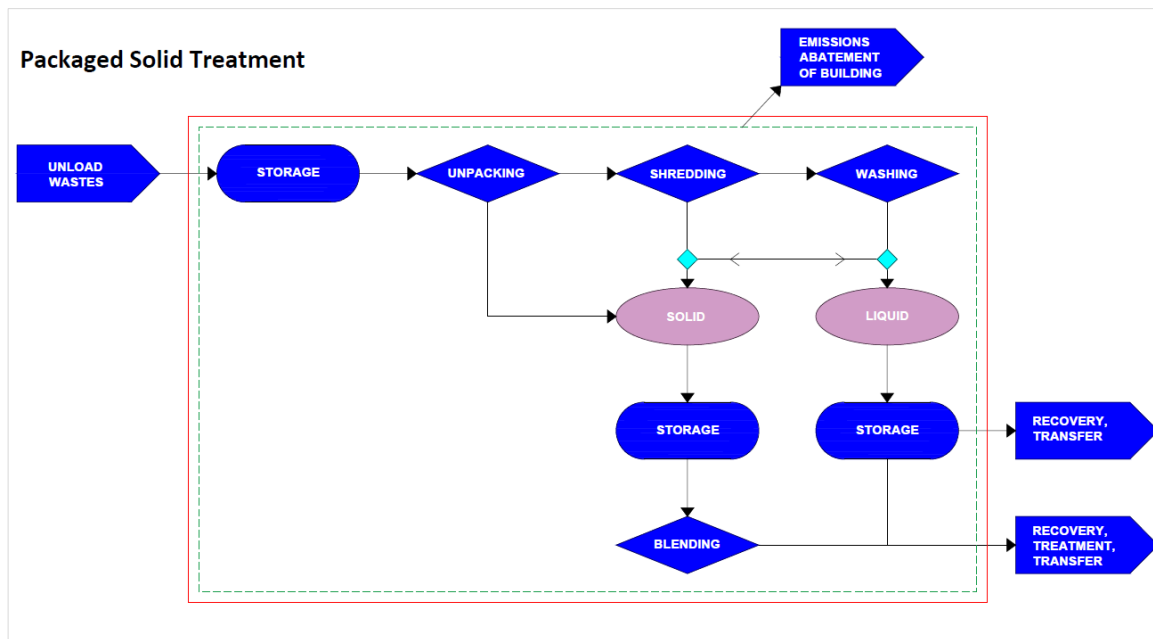 Packaged Solid Treatment
EMISSIONS
ABATEMENT
OF BUILDING
UNLOAD
WASTES
STORAGE
UNPACKING
SHREDDING
WASHING
SOLID
LIQUID
STORAGE
STORAGE
RECOVERY,
TRANSFER
BLENDING
RECOVERY,
TREATMENT,
TRANSFER